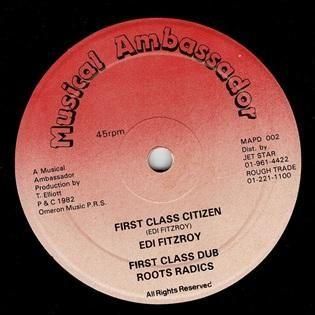 Musical Ambassador
45rpm
MAPD 002
Dist. by
JET STAR
01-961-4422
ROUGH TRADE
01-221-1100
A Musical
Ambassador
Production by
T. Elliott
P & C 1982
Omeron Music P.R.S.
FIRST CLASS CITIZEN
(EDI FITZROY)
EDI FITZROY
FIRST CLASS DUB
ROOTS RADICS
All Rights Reserved